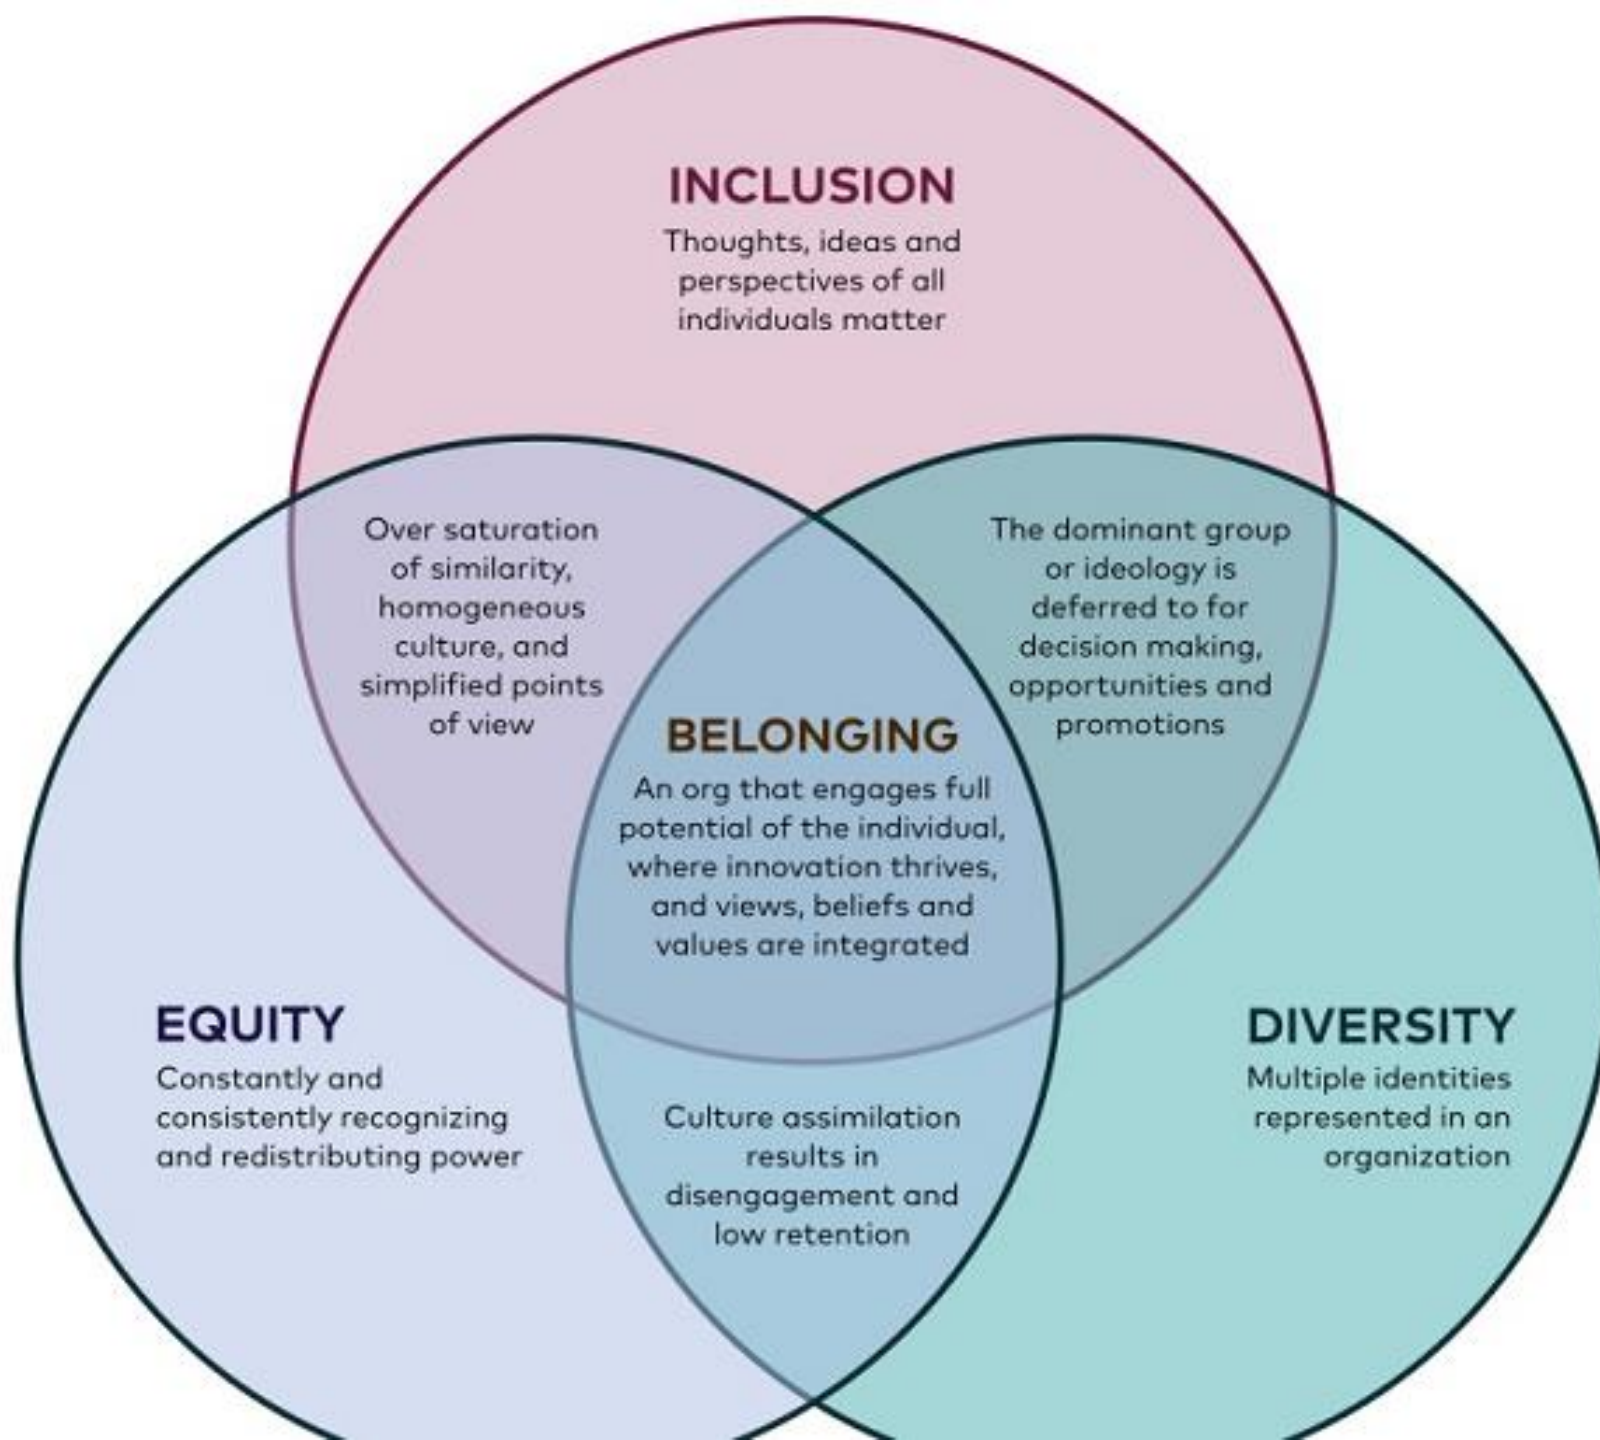 INCLUSION
Thoughts, ideas and
perspectives of all
individuals matter
Over saturation
of similarity,
homogeneous
culture, and
simplified points
of view
The dominant group
or ideology is
deferred to for
decision making,
opportunities and
promotions
BELONGING
An org that engages full
potential of the individual,
where innovation thrives,
and views, beliefs and
values are integrated
EQUITY
Constantly and
consistently recognizing
and redistributing power
DIVERSITY
Multiple identities
represented in an
organization
Culture assimilation
results in
disengagement and
low retention